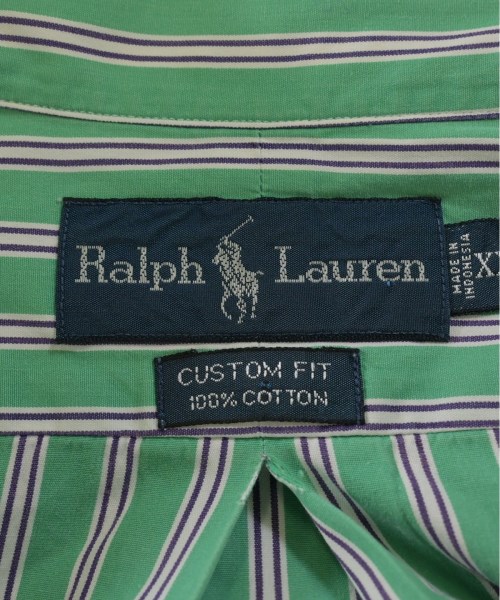 Ralph Lauren
MADE IN
INDONESIA
CUSTOM FIT
100% COTTON